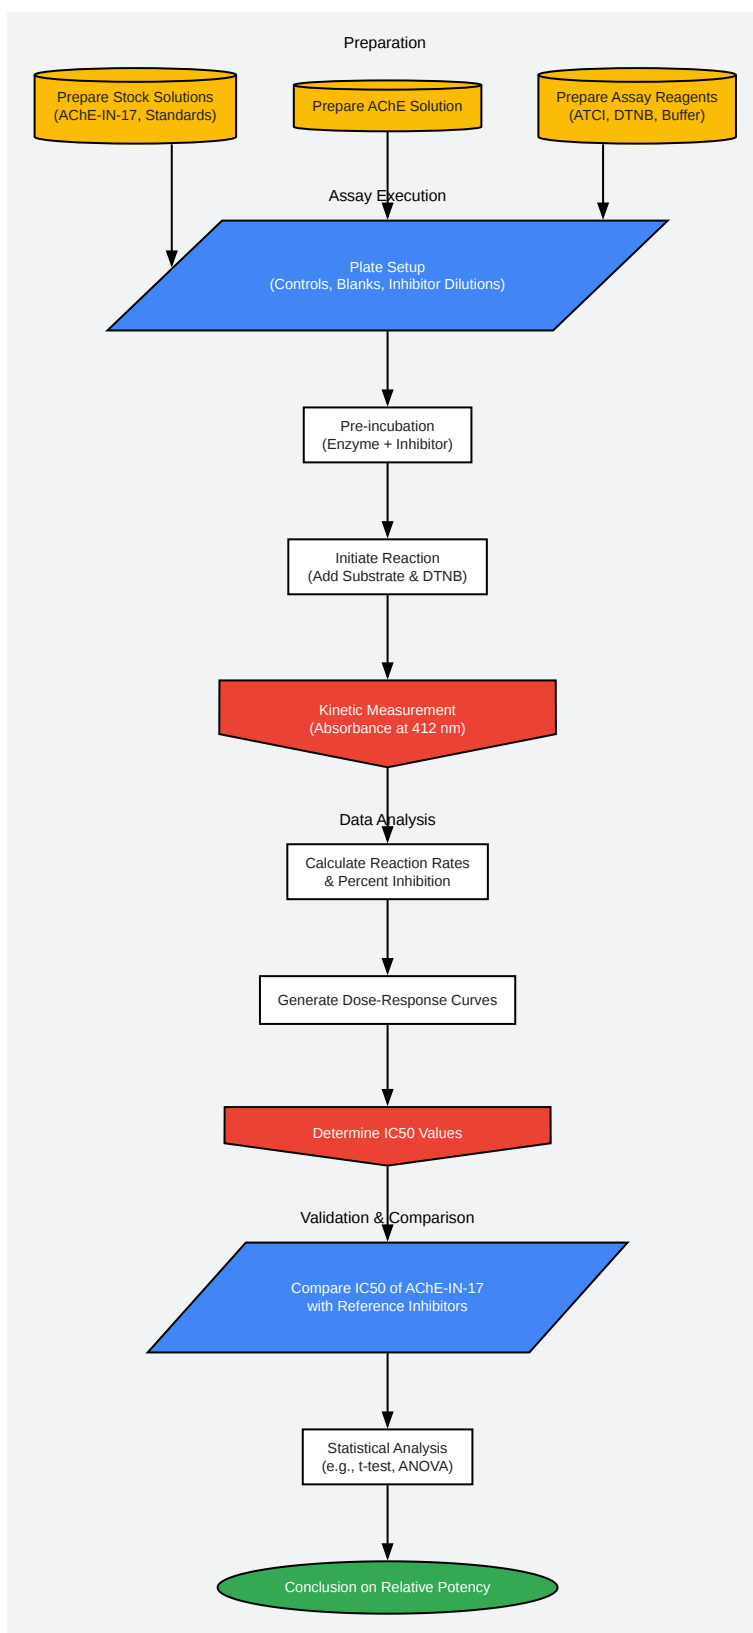 Preparation
Prepare Stock Solutions
(AChE-IN-17, Standards)
Prepare AChE Solution
Prepare Assay Reagents
(ATCI, DTNB, Buffer)
Assay Execution
Plate Setup
(Controls, Blanks, Inhibitor Dilutions)
Pre-incubation
(Enzyme + Inhibitor)
Initiate Reaction
(Add Substrate & DTNB)
Kinetic Measurement
(Absorbance at 412 nm)
Data Analysis
Calculate Reaction Rates
& Percent Inhibition
Generate Dose-Response Curves
Determine IC50 Values
Validation & Comparison
Compare IC50 of AChE-IN-17
with Reference Inhibitors
Statistical Analysis
(e.g., t-test, ANOVA)
Conclusion on Relative Potency